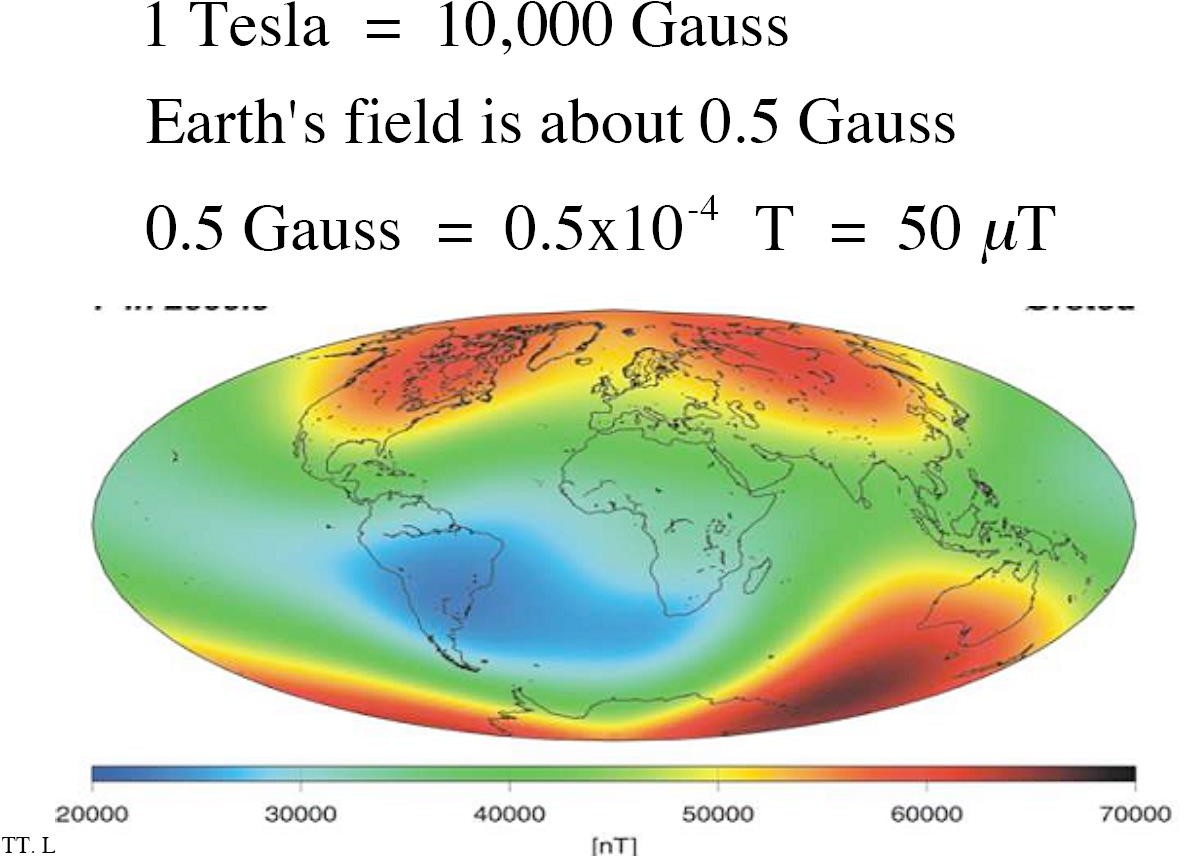 1 Tesla = 10,000 Gauss
Earth's field is about 0.5 Gauss
0.5 Gauss = 0.5x10⁻⁴ T = 50 μT
20000 30000 40000 50000 60000 70000
[nT]
TT. L